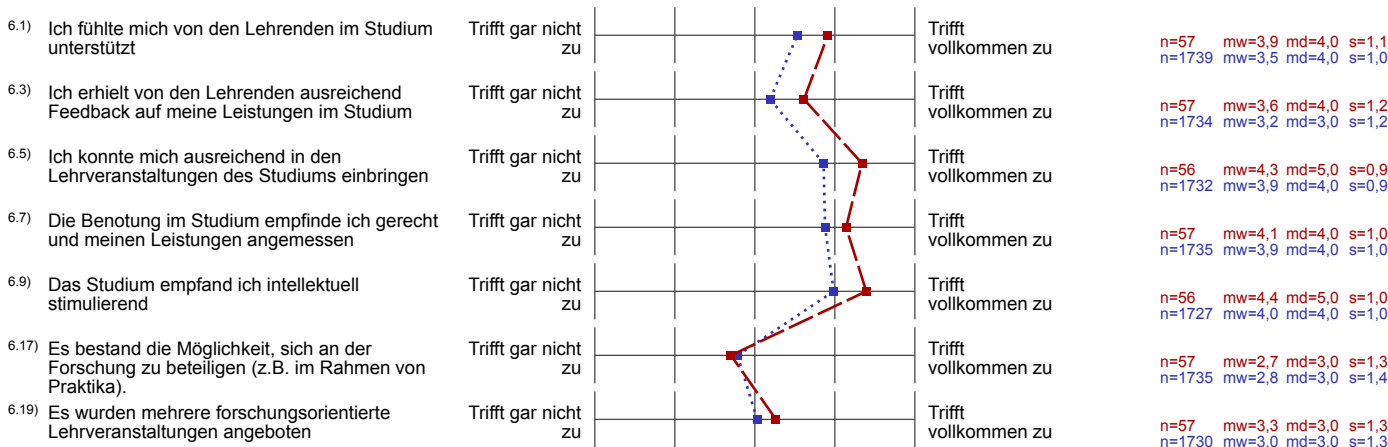 6.1) Ich fühlte mich von den Lehrenden im Studium
unterstützt
Trifft gar nicht
zu
Trifft
vollkommen zu
n=57 mw=3,9 md=4,0 s=1,1
n=1739 mw=3,5 md=4,0 s=1,0
6.3) Ich erhielt von den Lehrenden ausreichend
Feedback auf meine Leistungen im Studium
Trifft gar nicht
zu
Trifft
vollkommen zu
n=57 mw=3,6 md=4,0 s=1,2
n=1734 mw=3,2 md=3,0 s=1,2
6.5) Ich konnte mich ausreichend in den
Lehrveranstaltungen des Studiums einbringen
Trifft gar nicht
zu
Trifft
vollkommen zu
n=56 mw=4,3 md=5,0 s=0,9
n=1732 mw=3,9 md=4,0 s=0,9
6.7) Die Benotung im Studium empfinde ich gerecht
und meinen Leistungen angemessen
Trifft gar nicht
zu
Trifft
vollkommen zu
n=57 mw=4,1 md=4,0 s=1,0
n=1735 mw=3,9 md=4,0 s=1,0
6.9) Das Studium empfand ich intellektuell
stimulierend
Trifft gar nicht
zu
Trifft
vollkommen zu
n=56 mw=4,4 md=5,0 s=1,0
n=1727 mw=4,0 md=4,0 s=1,0
6.17) Es bestand die Möglichkeit, sich an der
Forschung zu beteiligen (z.B. im Rahmen von
Praktika).
Trifft gar nicht
zu
Trifft
vollkommen zu
n=57 mw=2,7 md=3,0 s=1,3
n=1735 mw=2,8 md=3,0 s=1,4
6.19) Es wurden mehrere forschungsorientierte
Lehrveranstaltungen angeboten
Trifft gar nicht
zu
Trifft
vollkommen zu
n=57 mw=3,3 md=3,0 s=1,3
n=1730 mw=3,0 md=3,0 s=1,3